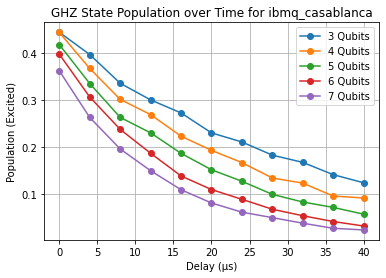 GHZ State Population over Time for ibmq_casablanca
3 Qubits
4 Qubits
5 Qubits
6 Qubits
7 Qubits
Population (Excited)
0.4
0.3
0.2
0.1
0 5 10 15 20 25 30 35 40
Delay (μs)